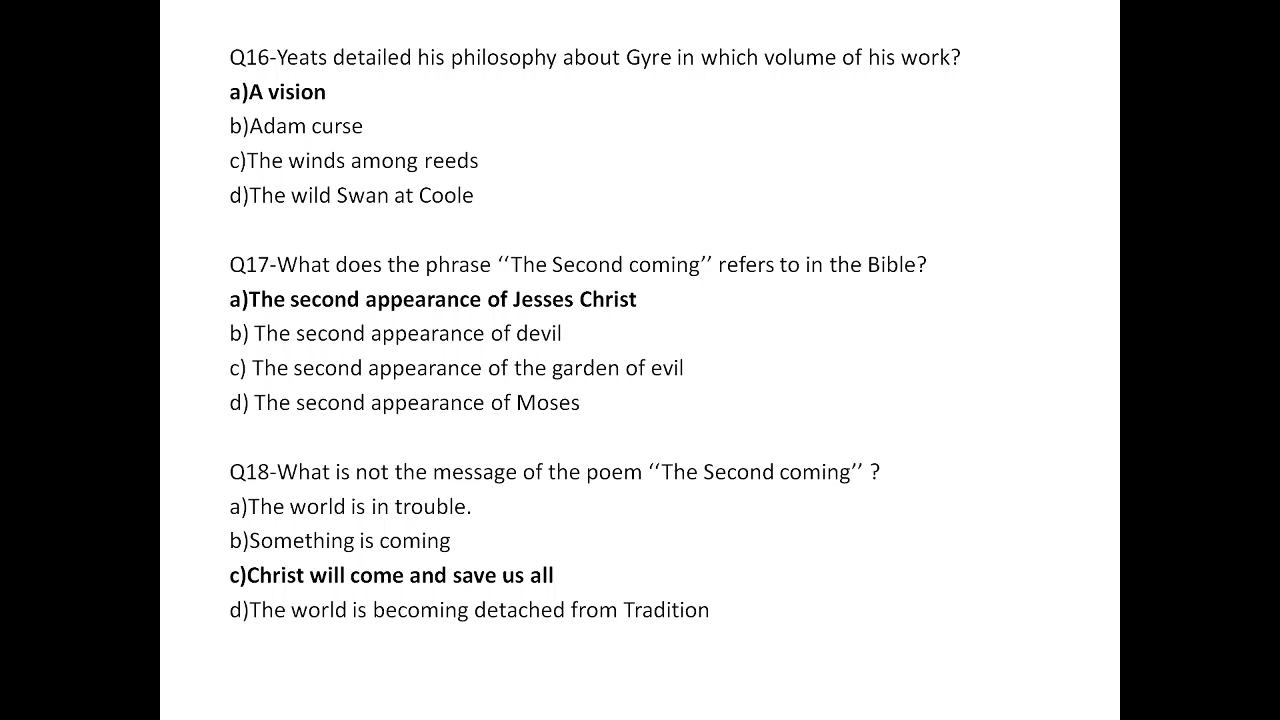 Q16-Yeats detailed his philosophy about Gyre in which volume of his work?
a)A vision
b)Adam curse
c)The winds among reeds
d)The wild Swan at Coole
Q17-What does the phrase ‘‘The Second coming’’ refers to in the Bible?
a)The second appearance of Jesses Christ
b) The second appearance of devil
c) The second appearance of the garden of evil
d) The second appearance of Moses
Q18-What is not the message of the poem ‘‘The Second coming’’ ?
a)The world is in trouble.
b)Something is coming
c)Christ will come and save us all
d)The world is becoming detached from Tradition